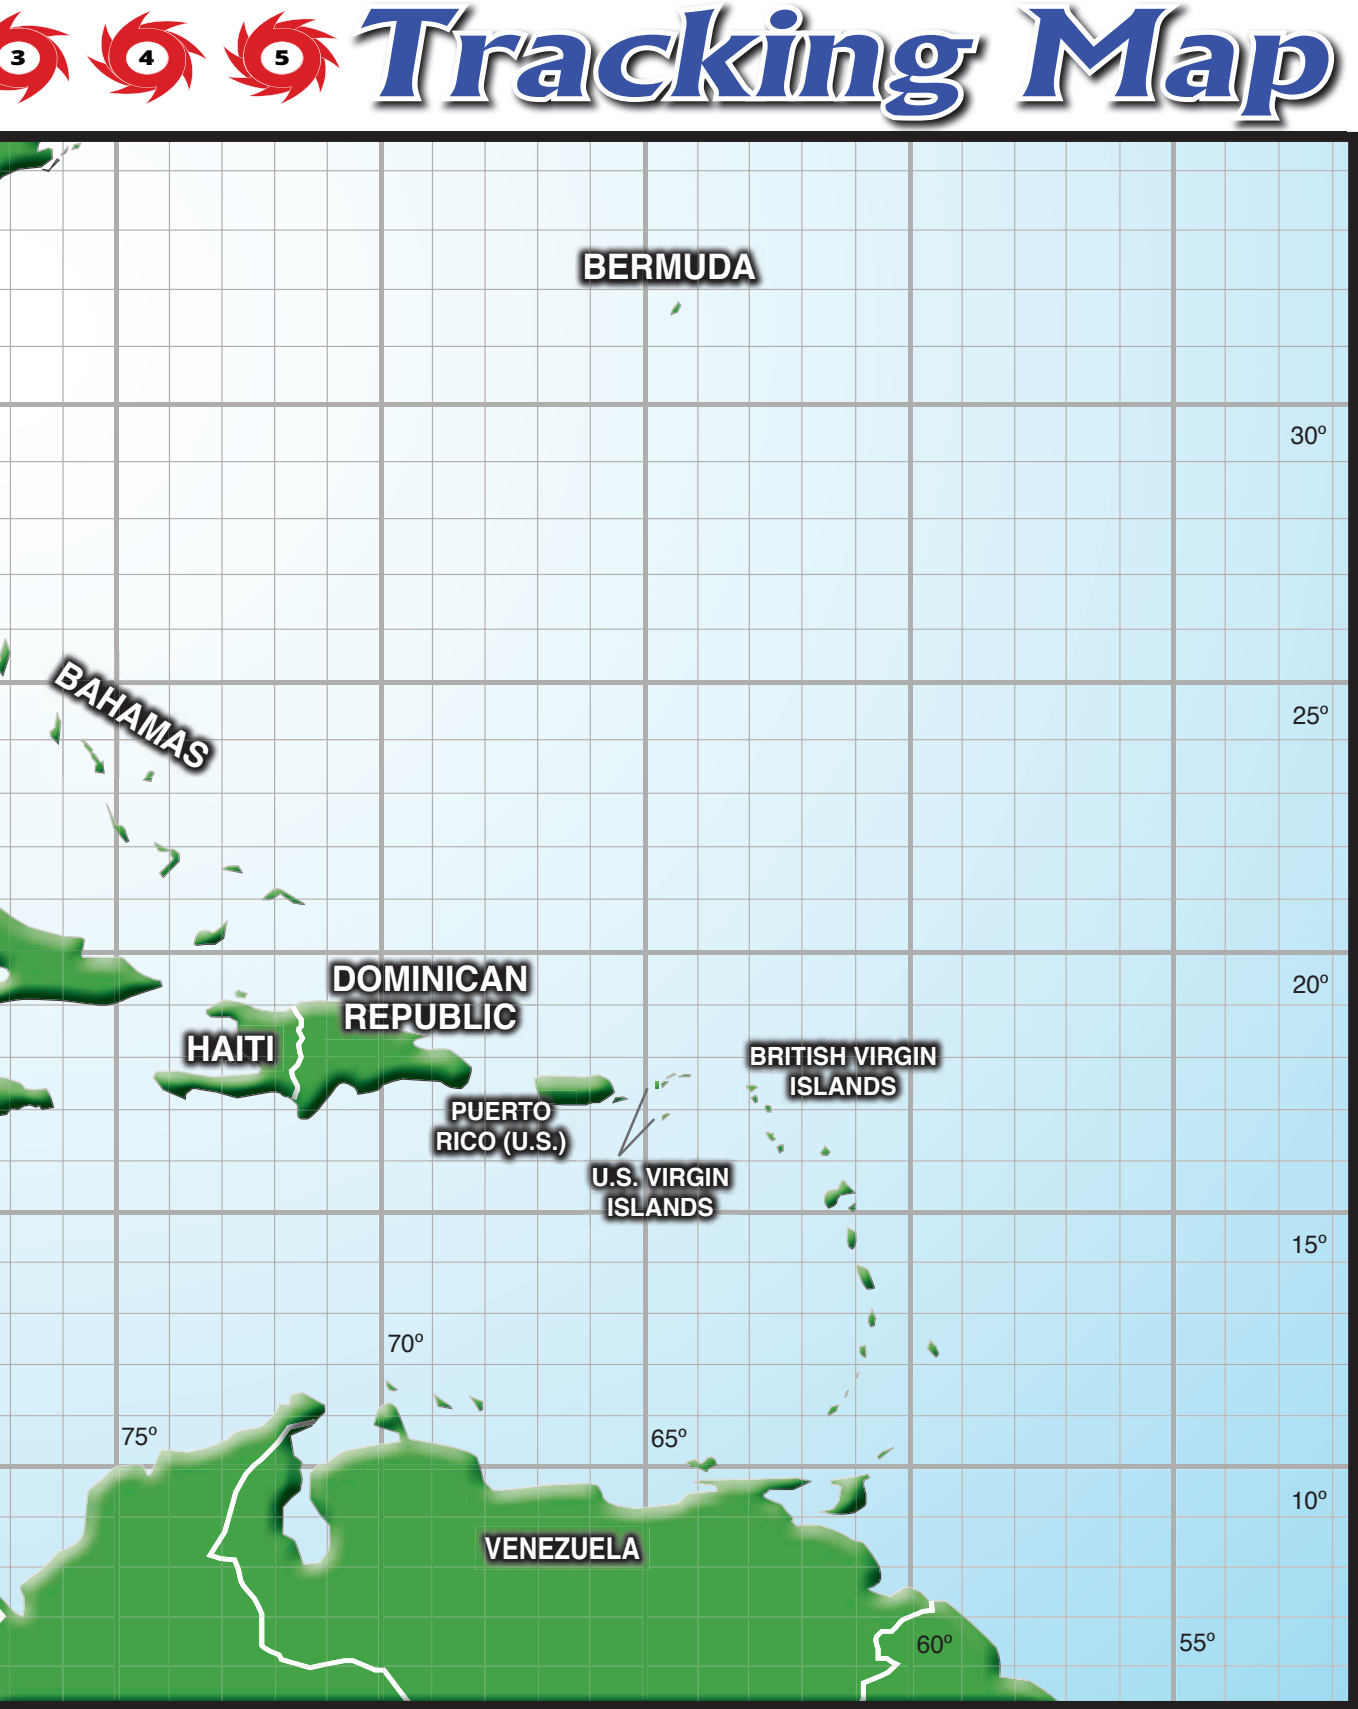 3 4 5 Tracking Map
BERMUDA
30º
BAHAMAS
25º
DOMINICAN
REPUBLIC
20º
HAITI
BRITISH VIRGIN
ISLANDS
PUERTO
RICO (U.S.)
U.S. VIRGIN
ISLANDS
15º
70º
75º
65º
10º
VENEZUELA
60º
55º